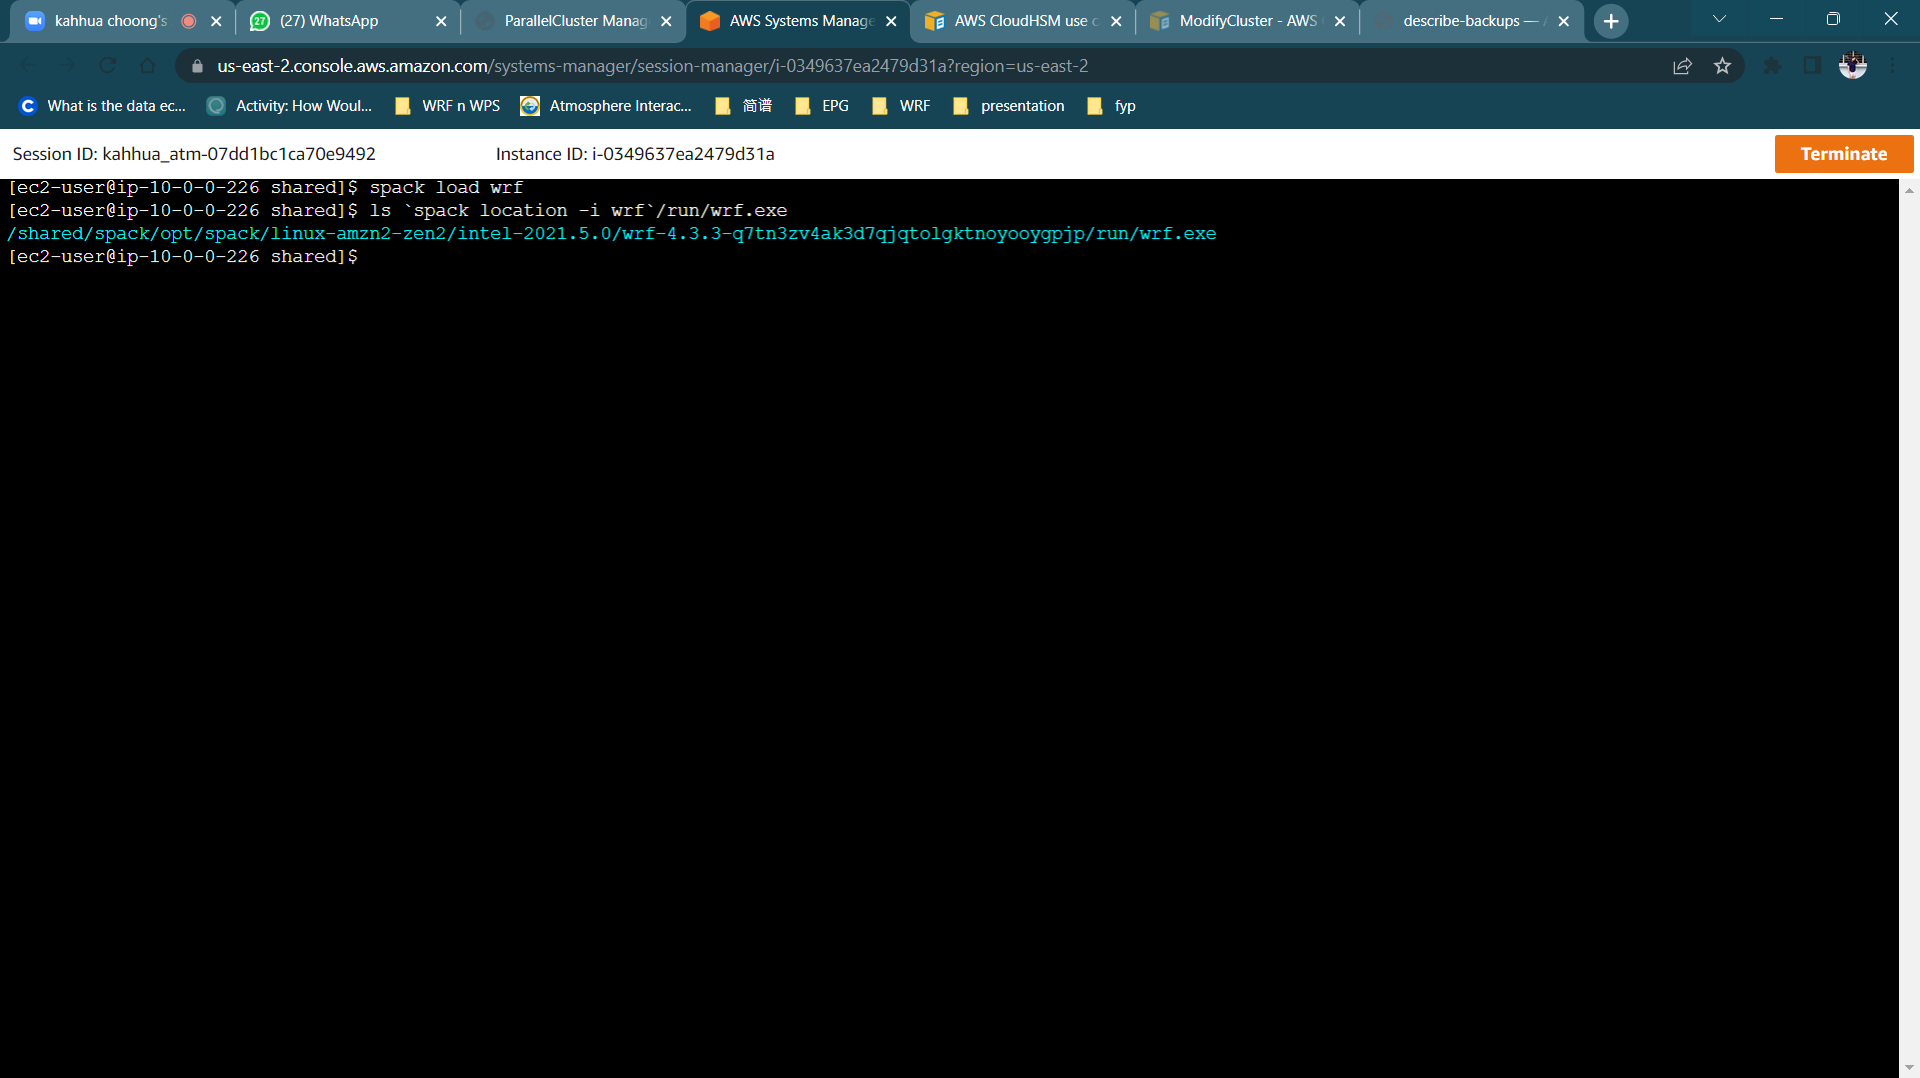 kahhua choong's
(27) WhatsApp
ParallelCluster Manag
AWS Systems Manage
AWS CloudHSM use c
ModifyCluster - AWS
describe-backups —
us-east-2.console.aws.amazon.com/systems-manager/session-manager/i-0349637ea2479d31a?region=us-east-2
What is the data ec...
Activity: How Woul...
WRF n WPS
Atmosphere Interac...
简谱
EPG
WRF
presentation
fyp
Session ID: kahhua_atm-07dd1bc1ca70e9492
Instance ID: i-0349637ea2479d31a
Terminate
[ec2-user@ip-10-0-0-226 shared]$ spack load wrf
[ec2-user@ip-10-0-0-226 shared]$ ls `spack location -i wrf`/run/wrf.exe
/shared/spack/opt/spack/linux-amzn2-zen2/intel-2021.5.0/wrf-4.3.3-q7tn3zv4ak3d7qjqtolgktnoyooygpjp/run/wrf.exe
[ec2-user@ip-10-0-0-226 shared]$